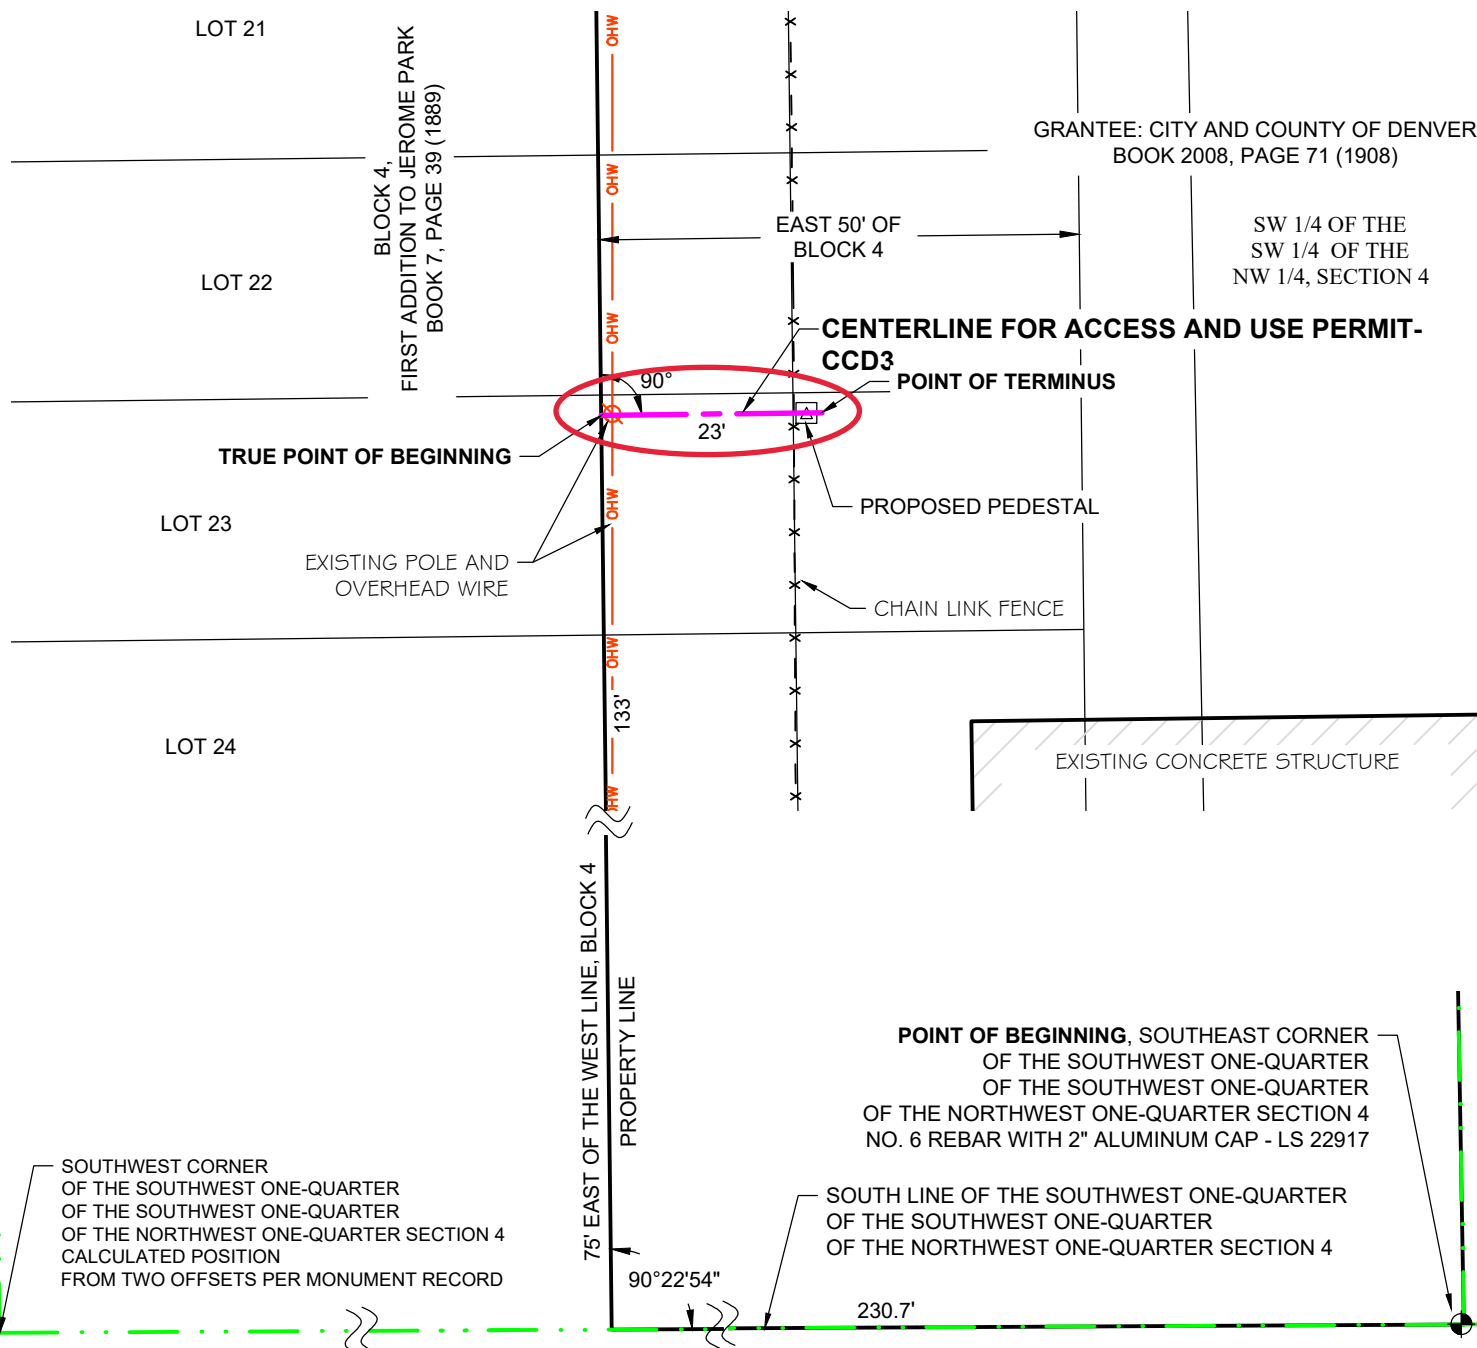 LOT 21
BLOCK 4,
FIRST ADDITION TO JEROME PARK
BOOK 7, PAGE 39 (1889)
OHW
GRANTEE: CITY AND COUNTY OF DENVER
BOOK 2008, PAGE 71 (1908)
OHW
EAST 50' OF
BLOCK 4
SW 1/4 OF THE
SW 1/4 OF THE
NW 1/4, SECTION 4
LOT 22
OHW
CENTERLINE FOR ACCESS AND USE PERMIT-
CCD3
90°
POINT OF TERMINUS
23'
TRUE POINT OF BEGINNING
OHW
PROPOSED PEDESTAL
LOT 23
EXISTING POLE AND
OVERHEAD WIRE
CHAIN LINK FENCE
OHW
133'
LOT 24
EXISTING CONCRETE STRUCTURE
OHW
75' EAST OF THE WEST LINE, BLOCK 4
PROPERTY LINE
POINT OF BEGINNING, SOUTHEAST CORNER
OF THE SOUTHWEST ONE-QUARTER
OF THE SOUTHWEST ONE-QUARTER
OF THE NORTHWEST ONE-QUARTER SECTION 4
NO. 6 REBAR WITH 2" ALUMINUM CAP - LS 22917
SOUTHWEST CORNER
OF THE SOUTHWEST ONE-QUARTER
OF THE SOUTHWEST ONE-QUARTER
OF THE NORTHWEST ONE-QUARTER SECTION 4
CALCULATED POSITION
FROM TWO OFFSETS PER MONUMENT RECORD
SOUTH LINE OF THE SOUTHWEST ONE-QUARTER
OF THE SOUTHWEST ONE-QUARTER
OF THE NORTHWEST ONE-QUARTER SECTION 4
90°22'54"
230.7'